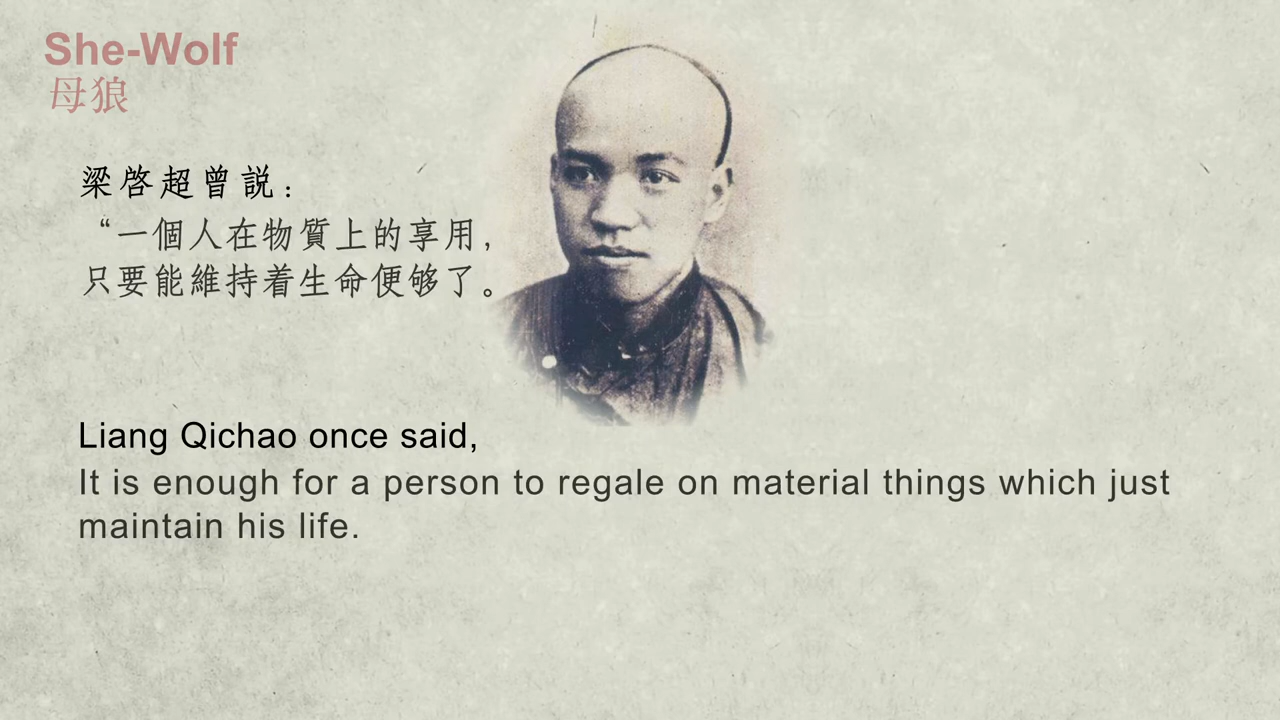 She-Wolf
母狼
梁啓超曾説：
“一個人在物質上的享用，
只要能維持着生命便够了。
Liang Qichao once said,
It is enough for a person to regale on material things which just
maintain his life.